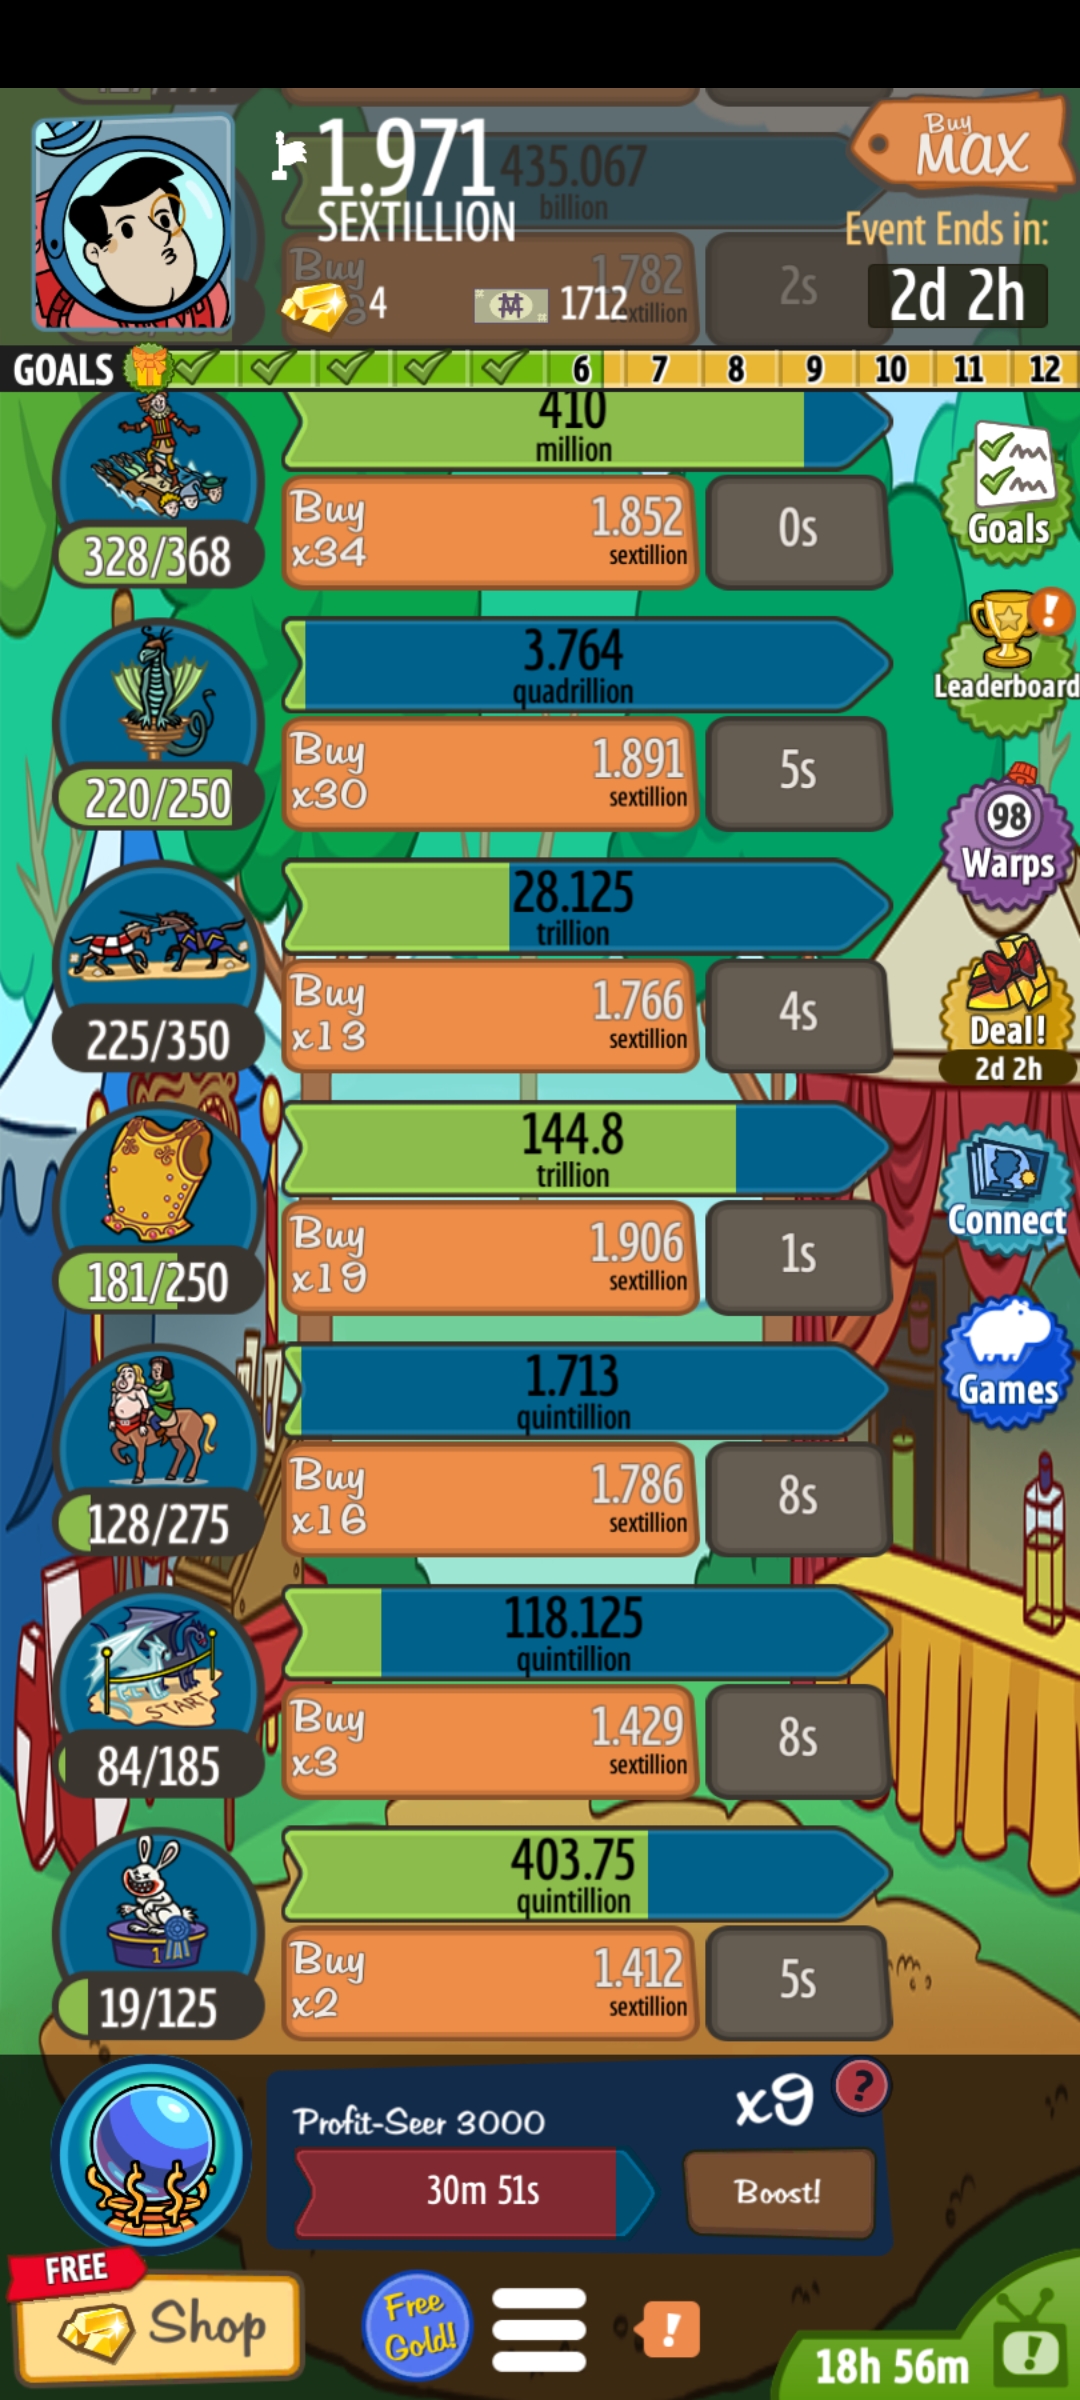 1.971
SEXTILLION
435.067
billion
Buy
MAX
Event Ends in:
2d 2h
4
1712
Buy
1.782
2s
GOALS
6 7 8 9 10 11 12
410
million
328/368
Buy
x34
1.852
sextillion
0s
Goals
3.764
quadrillion
220/250
Buy
x30
1.891
sextillion
5s
Leaderboard
28.125
trillion
225/350
Buy
x13
1.766
sextillion
4s
98
Warps
Deal!
2d 2h
144.8
trillion
181/250
Buy
x19
1.906
sextillion
1s
Connect
1.713
quintillion
128/275
Buy
x16
1.786
sextillion
8s
Games
118.125
quintillion
START
84/185
Buy
x3
1.429
sextillion
8s
403.75
quintillion
1
19/125
Buy
x2
1.412
sextillion
5s
Profit-Seer 3000
x9
?
30m 51s
Boost!
FREE
Shop
Free
Gold!
!
18h 56m
!